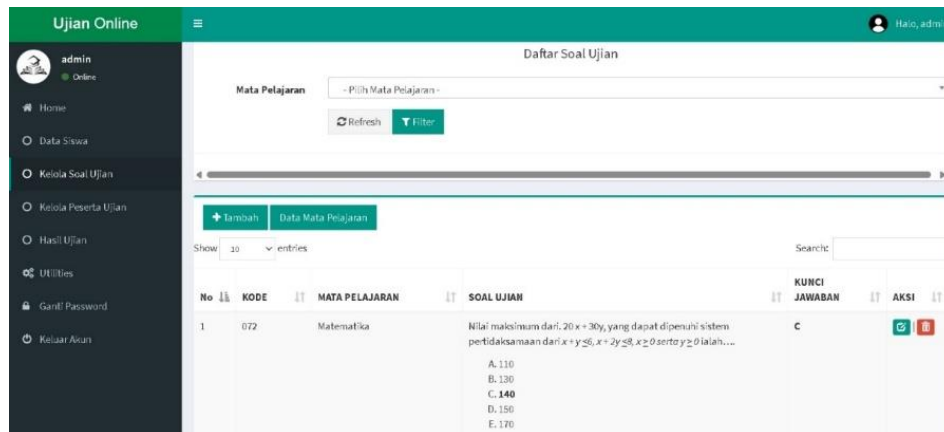 Ujian Online
Halo, admi
admin
Online
Home
Data Siswa
Kelola Soal Ujian
Kelola Peserta Ujian
Hasil Ujian
Utilities
Ganti Password
Keluar Akun
Daftar Soal Ujian
Mata Pelajaran
- Pilih Mata Pelajaran -
Refresh
Filter
Tambah
Data Mata Pelajaran
Show 10 entries
Search:
No KODE MATA PELAJARAN SOAL UJIAN KUNCI JAWABAN AKSI
1 072 Matematika Nilai maksimum dari. 20 x + 30y, yang dapat dipenuhi sistem C
pertidaksamaan dari x + y ≤6, x + 2y ≤8, x ≥ 0 serta y ≥ 0 ialah....
A. 110
B. 130
C. 140
D. 150
E. 170